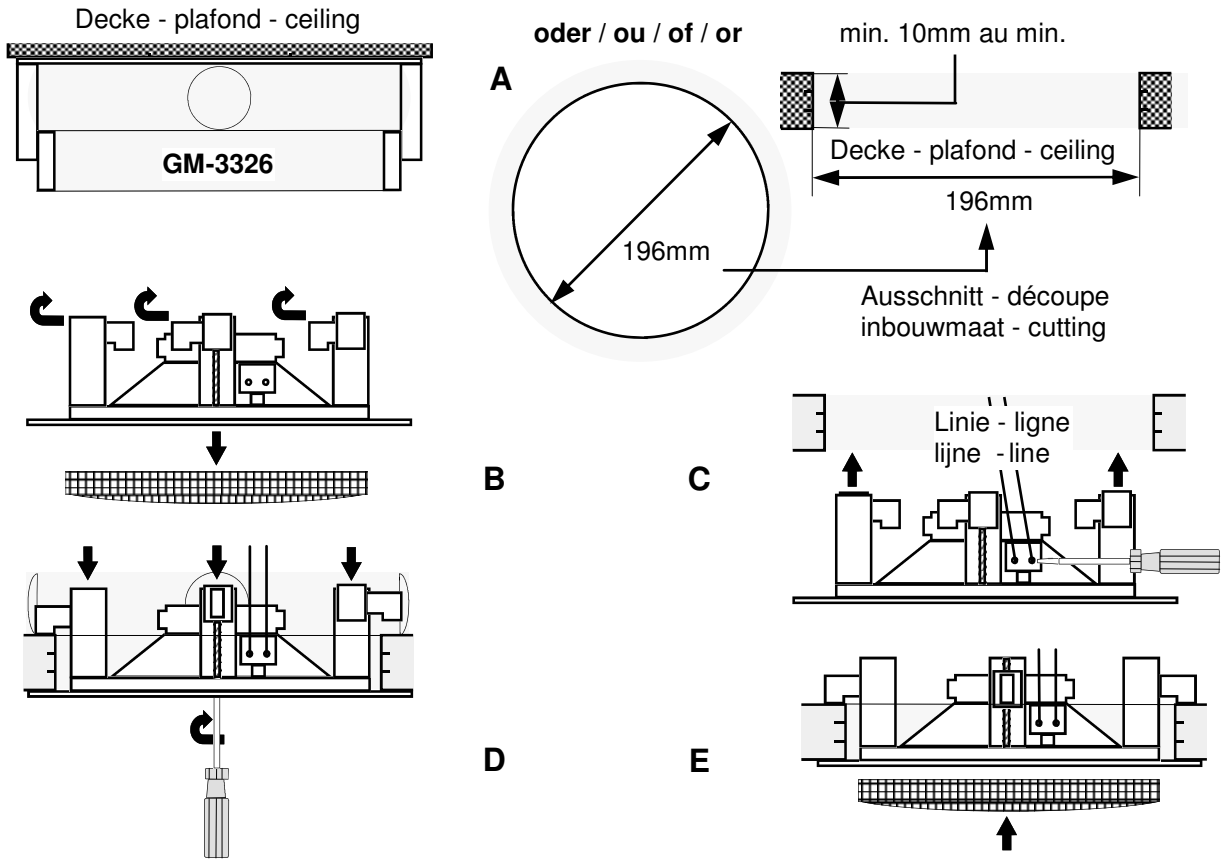 Decke - plafond - ceiling
GM-3326
oder / ou / of / or
A
196mm
min. 10mm au min.
Decke - plafond - ceiling
196mm
Ausschnitt - découpe
inbouwmaat - cutting
B
C
Linie - ligne
lijne - line
D
E